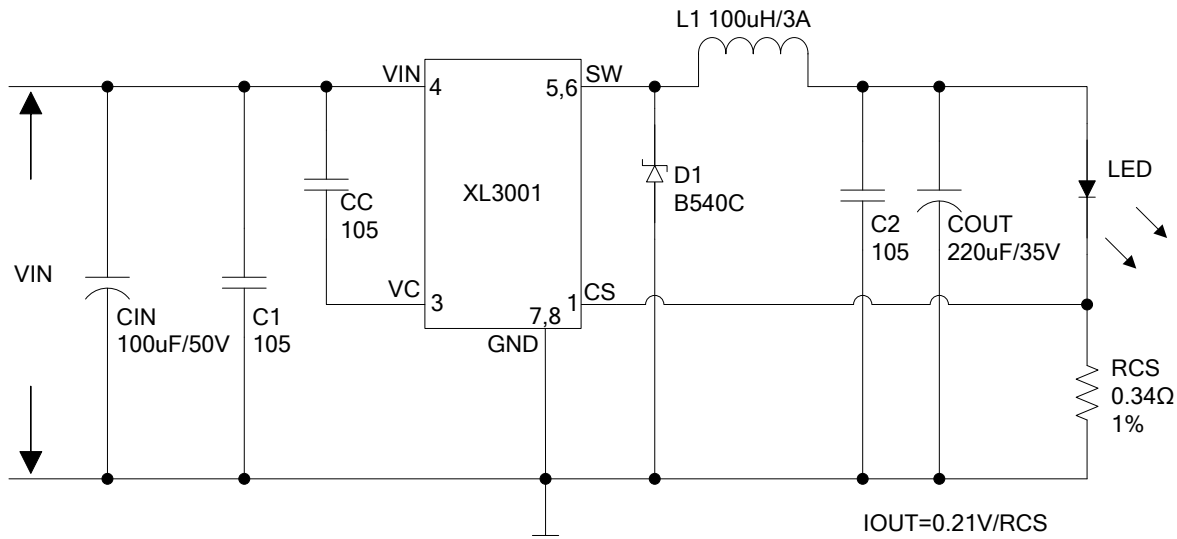 L1 100uH/3A
VIN
4
5,6
SW
XL3001
CC
105
D1
B540C
LED
C2
105
COUT
220uF/35V
VIN
VC
3
7,8
1
CS
GND
CIN
100uF/50V
C1
105
RCS
0.34Ω
1%
IOUT=0.21V/RCS